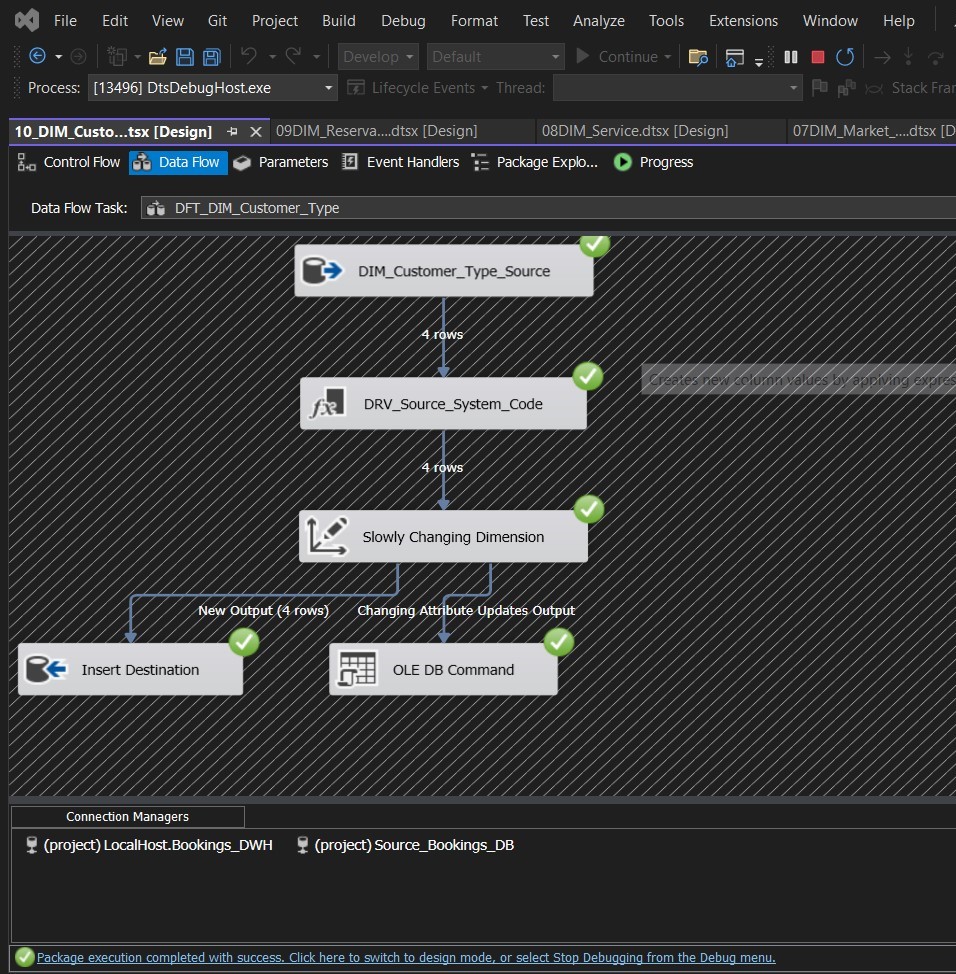 File Edit View Git Project Build Debug Format Test Analyze Tools Extensions Window Help
Develop Default Continue
Process: [13496] DtsDebugHost.exe Lifecycle Events Thread: Stack Fran
10_DIM_Custo...tsx [Design] 09DIM_Reserva....dtsx [Design] 08DIM_Service.dtsx [Design] 07DIM_Market_....dtsx [D
Control Flow Data Flow Parameters Event Handlers Package Explo... Progress
Data Flow Task: DFT_DIM_Customer_Type
DIM_Customer_Type_Source
4 rows
Creates new column values by applying expres
DRV_Source_System_Code
4 rows
Slowly Changing Dimension
New Output (4 rows) Changing Attribute Updates Output
Insert Destination OLE DB Command
Connection Managers
(project) LocalHost.Bookings_DWH (project) Source_Bookings_DB
Package execution completed with success. Click here to switch to design mode, or select Stop Debugging from the Debug menu.